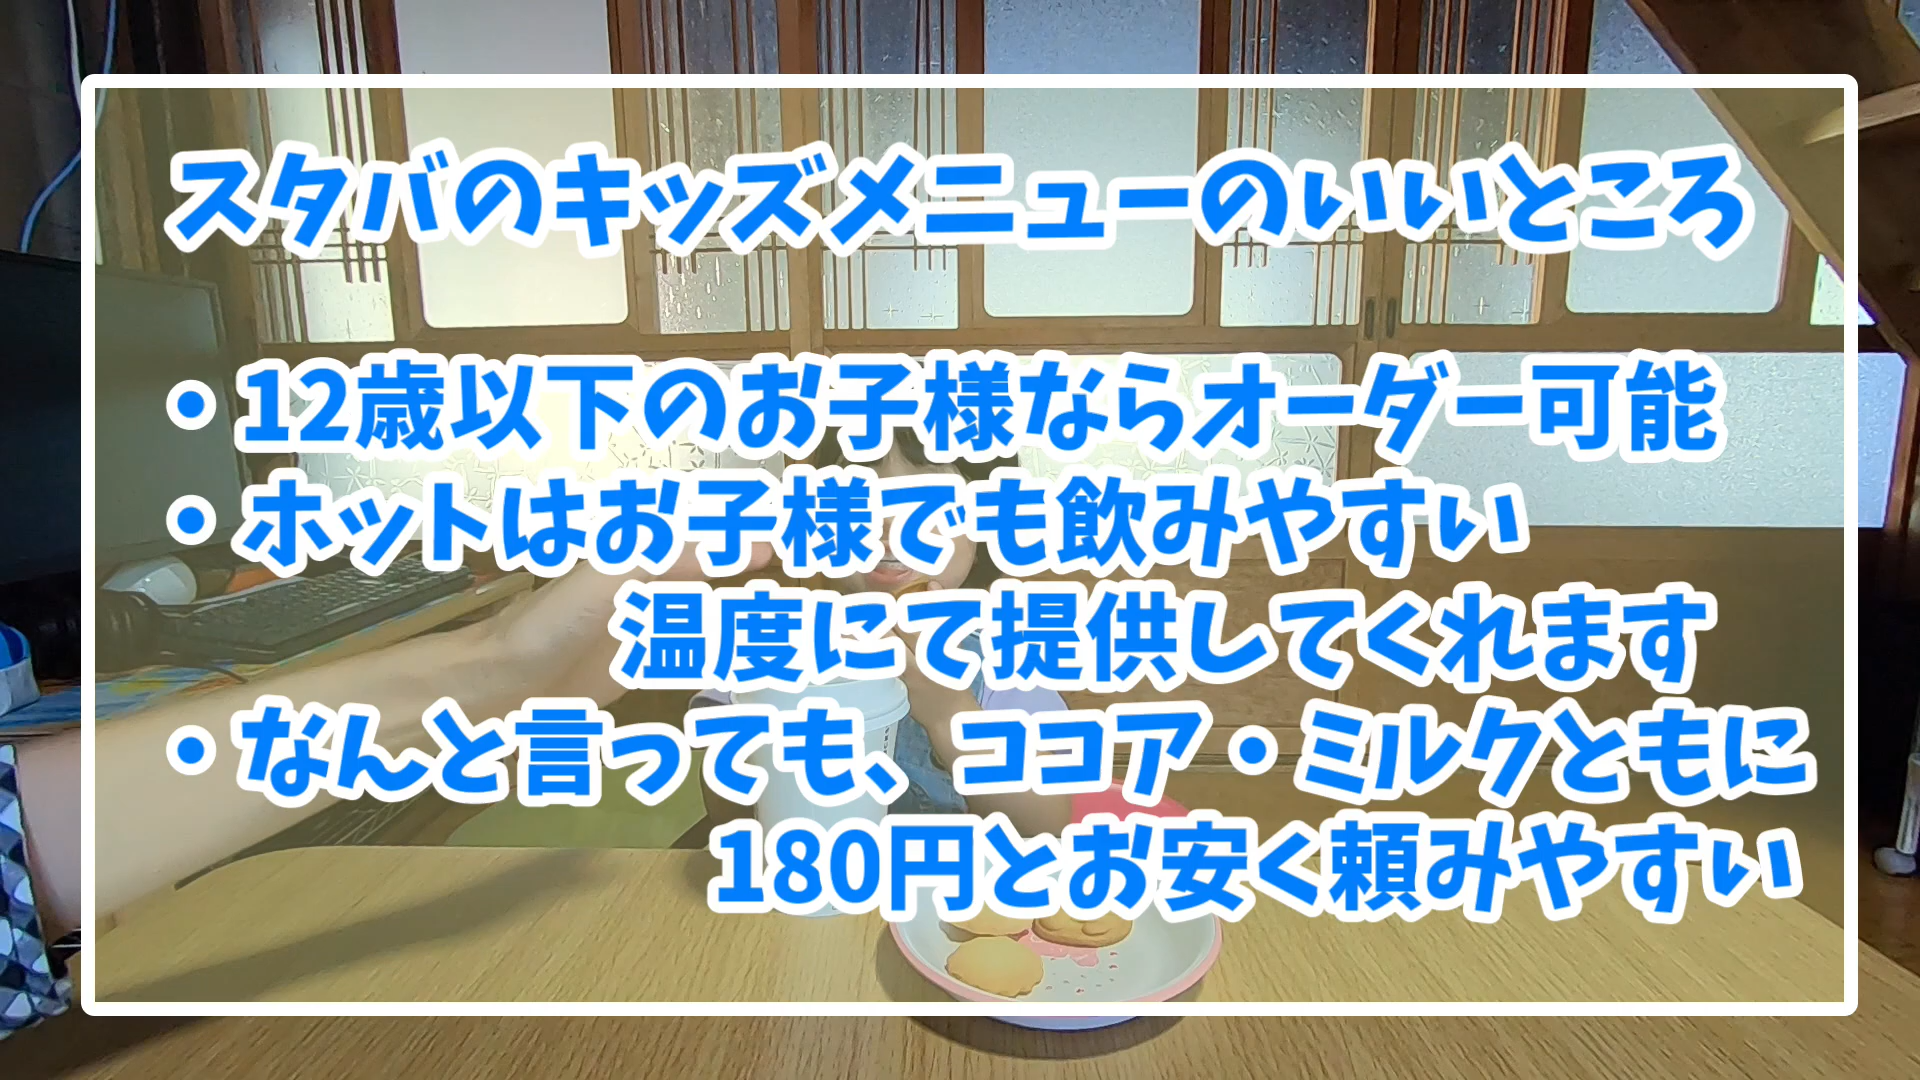 スタバのキッズメニューのいいところ
・12歳以下のお子様ならオーダー可能
・ホットはお子様でも飲みやすい
温度にて提供してくれます
・なんと言っても、ココア・ミルクともに
180円とお安く頼みやすい